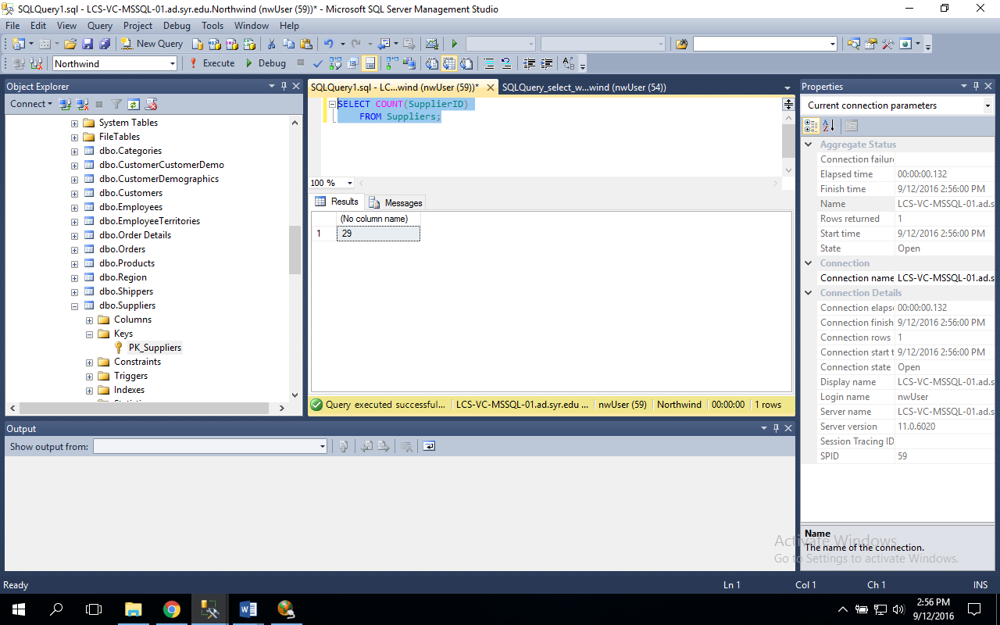 SQLQuery1.sql - LCS-VC-MSSQL-01.ad.syr.edu.Northwind (nwUser (59))* - Microsoft SQL Server Management Studio
File Edit View Query Project Debug Tools Window Help
New Query
Northwind Execute Debug
Object Explorer
Connect
System Tables
FileTables
dbo.Categories
dbo.CustomerCustomerDemo
dbo.CustomerDemographics
dbo.Customers
dbo.Employees
dbo.EmployeeTerritories
dbo.Order Details
dbo.Orders
dbo.Products
dbo.Region
dbo.Shippers
dbo.Suppliers
Columns
Keys
PK_Suppliers
Constraints
Triggers
Indexes
SQLQuery1.sql - LC...wind (nwUser (59))* SQLQuery_select_w...wind (nwUser (54))
SELECT COUNT(SupplierID)
FROM Suppliers;
100 %
Results Messages
(No column name)
1 29
Query executed successful... LCS-VC-MSSQL-01.ad.syr.edu ... nwUser (59) Northwind 00:00:00 1 rows
Properties
Current connection parameters
Aggregate Status
Connection failur
Elapsed time 00:00:00.132
Finish time 9/12/2016 2:56:00 PM
Name LCS-VC-MSSQL-01.ad.s
Rows returned 1
Start time 9/12/2016 2:56:00 PM
State Open
Connection
Connection name LCS-VC-MSSQL-01.ad.s
Connection Details
Connection elaps 00:00:00.132
Connection finish 9/12/2016 2:56:00 PM
Connection rows 1
Connection start t 9/12/2016 2:56:00 PM
Connection state Open
Display name LCS-VC-MSSQL-01.ad.s
Login name nwUser
Server name LCS-VC-MSSQL-01.ad.s
Server version 11.0.6020
Session Tracing ID
SPID 59
Name
The name of the connection.
Activate Windows
Go to Settings to activate Windows.
Output
Show output from:
Ready Ln 1 Col 1 Ch 1 INS
2:56 PM
9/12/2016